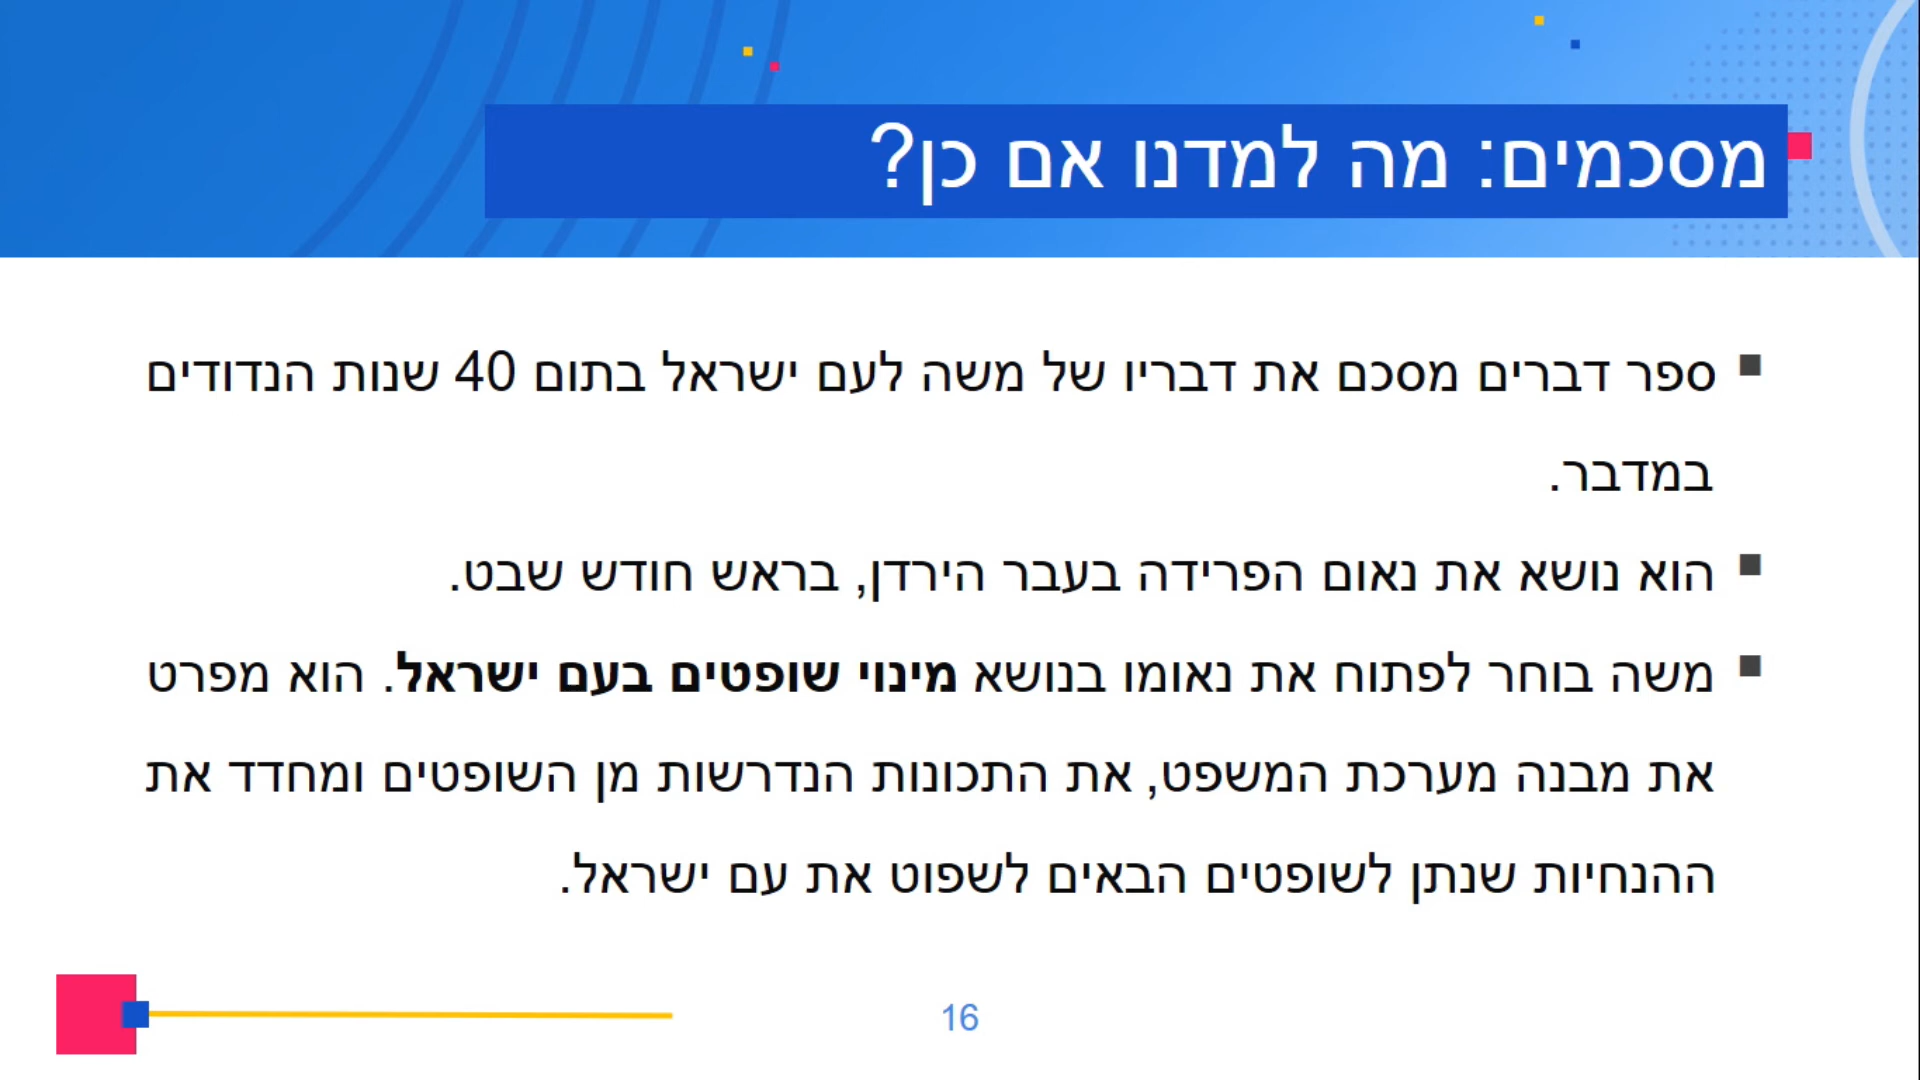 מסכמים: מה למדנו אם כן?
ספר דברים מסכם את דבריו של משה לעם ישראל בתום 40 שנות הנדודים
במדבר.
הוא נושא את נאום הפרידה בעבר הירדן, בראש חודש שבט.
משה בוחר לפתוח את נאומו בנושא מינוי שופטים בעם ישראל. הוא מפרט
את מבנה מערכת המשפט, את התכונות הנדרשות מן השופטים ומחדד את
ההנחיות שנתן לשופטים הבאים לשפוט את עם ישראל.
16